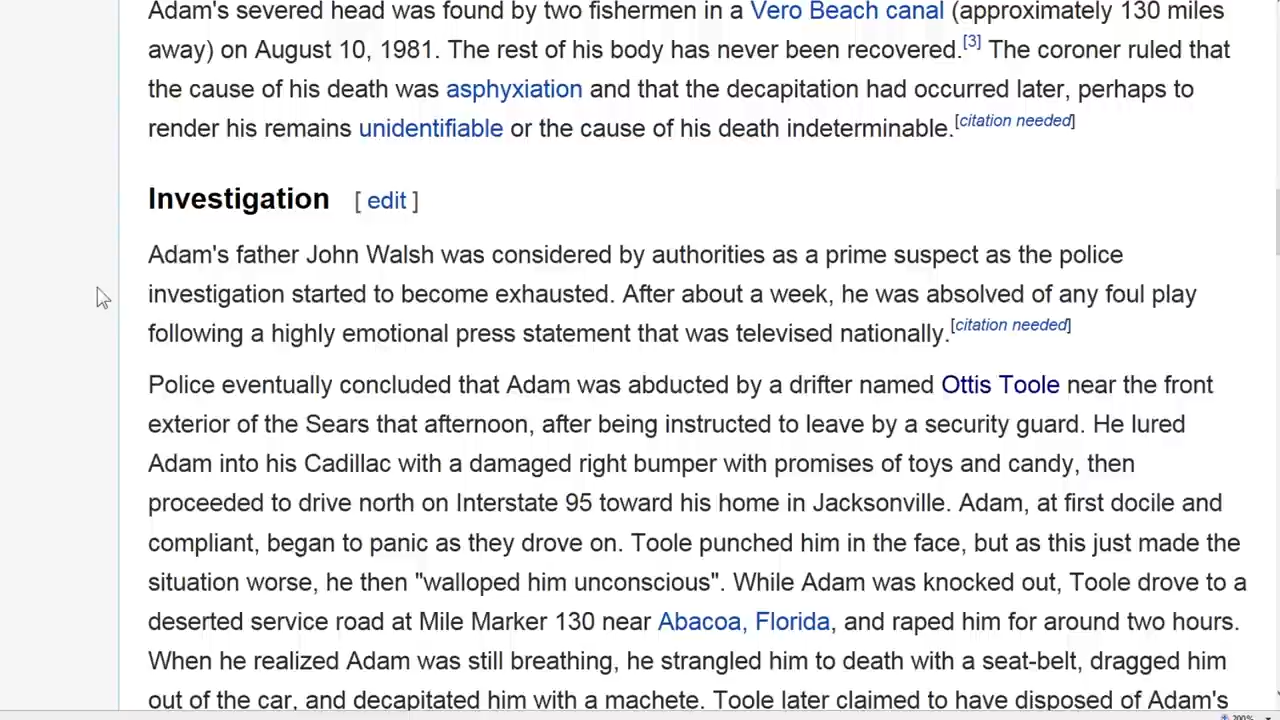 Adam's severed head was found by two fishermen in a Vero Beach canal (approximately 130 miles
away) on August 10, 1981. The rest of his body has never been recovered.[3] The coroner ruled that
the cause of his death was asphyxiation and that the decapitation had occurred later, perhaps to
render his remains unidentifiable or the cause of his death indeterminable.[citation needed]
Investigation [ edit ]
Adam's father John Walsh was considered by authorities as a prime suspect as the police
investigation started to become exhausted. After about a week, he was absolved of any foul play
following a highly emotional press statement that was televised nationally.[citation needed]
Police eventually concluded that Adam was abducted by a drifter named Ottis Toole near the front
exterior of the Sears that afternoon, after being instructed to leave by a security guard. He lured
Adam into his Cadillac with a damaged right bumper with promises of toys and candy, then
proceeded to drive north on Interstate 95 toward his home in Jacksonville. Adam, at first docile and
compliant, began to panic as they drove on. Toole punched him in the face, but as this just made the
situation worse, he then "walloped him unconscious". While Adam was knocked out, Toole drove to a
deserted service road at Mile Marker 130 near Abacoa, Florida, and raped him for around two hours.
When he realized Adam was still breathing, he strangled him to death with a seat-belt, dragged him
out of the car, and decapitated him with a machete. Toole later claimed to have disposed of Adam's
200%